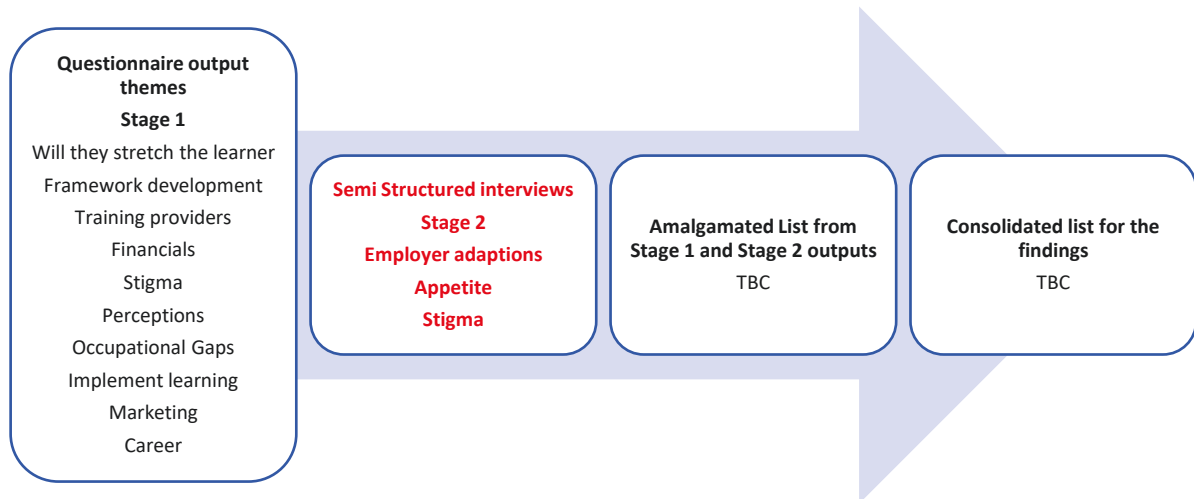 Questionnaire output
themes
Stage 1
Will they stretch the learner
Framework development
Training providers
Financials
Stigma
Perceptions
Occupational Gaps
Implement learning
Marketing
Career
Semi Structured interviews
Stage 2
Employer adaptions
Appetite
Stigma
Amalgamated List from
Stage 1 and Stage 2 outputs
TBC
Consolidated list for the
findings
TBC